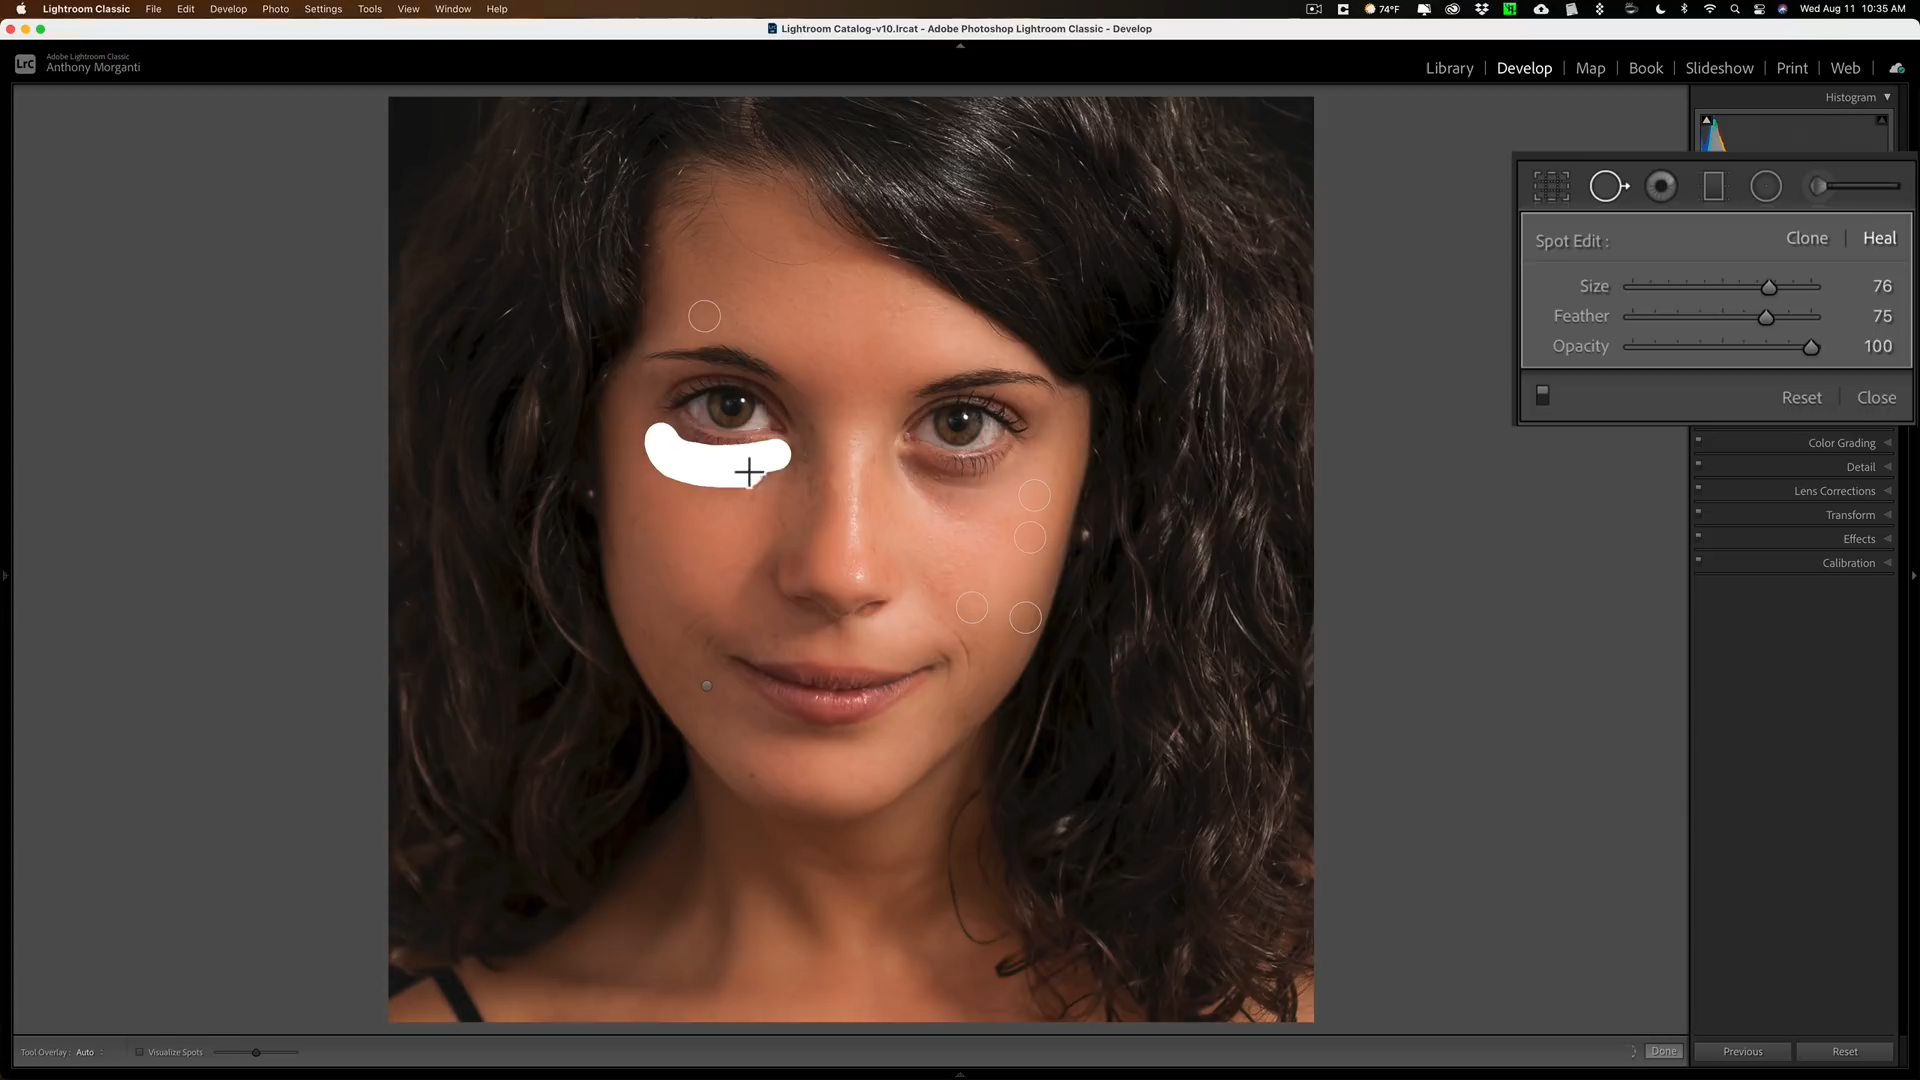 Lightroom Classic File Edit Develop Photo Settings Tools View Window Help 74°F Wed Aug 11 10:35 AM
Lightroom Catalog-v10.lrcat - Adobe Photoshop Lightroom Classic - Develop
LrC
Adobe Lightroom Classic
Anthony Morganti
Library | Develop | Map | Book | Slideshow | Print | Web |
Histogram
Spot Edit : Clone | Heal
Size 76
Feather 75
Opacity 100
Reset | Close
Color Grading
Detail
Lens Corrections
Transform
Effects
Calibration
Tool Overlay : Auto Visualize Spots Done
Previous Reset